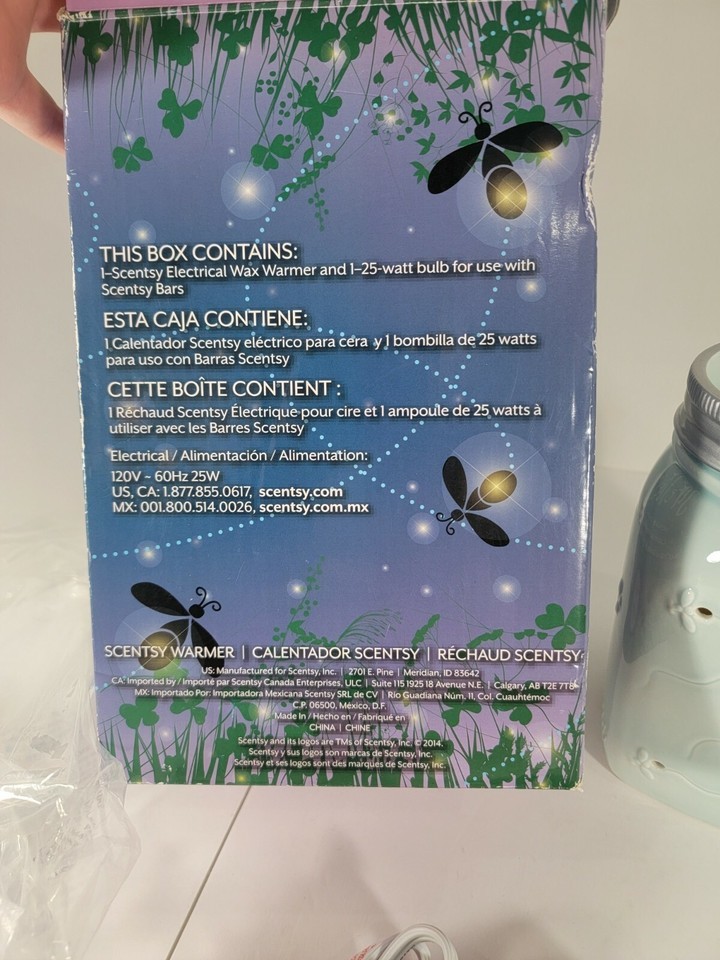 THIS BOX CONTAINS:
1-Scentsy Electrical Wax Warmer and 1-25-watt bulb for use with
Scentsy Bars
ESTA CAJA CONTIENE:
1 Calentador Scentsy eléctrico para cera y 1 bombilla de 25 watts
para uso con Barras Scentsy
CETTE BOÎTE CONTIENT :
1 Réchaud Scentsy Électrique pour cire et 1 ampoule de 25 watts à
utiliser avec les Barres Scentsy
Electrical / Alimentación / Alimentation:
120V ~ 60Hz 25W
US, CA: 1.877.855.0617, scentsy.com
MX: 001.800.514.0026, scentsy.com.mx
SCENTSY WARMER | CALENTADOR SCENTSY | RÉCHAUD SCENTSY
US: Manufactured for Scentsy, Inc. | 2701 E. Pine | Meridian, ID 83642
CA: Imported by / Importé par Scentsy Canada Enterprises, ULC | Suite 115 1925 18 Avenue N.E. | Calgary, AB T2E 7T8
MX: Importado Por: Importadora Mexicana Scentsy SRL de CV | Río Guadiana Núm. 11, Col. Cuauhtémoc
C.P. 06500, México, D.F.
Made In / Hecho en / Fabriqué en
CHINA | CHINE
Scentsy and its logos are TMs of Scentsy, Inc. © 2014.
Scentsy y sus logos son marcas de Scentsy, Inc.
Scentsy et ses logos sont des marques de Scentsy, Inc.